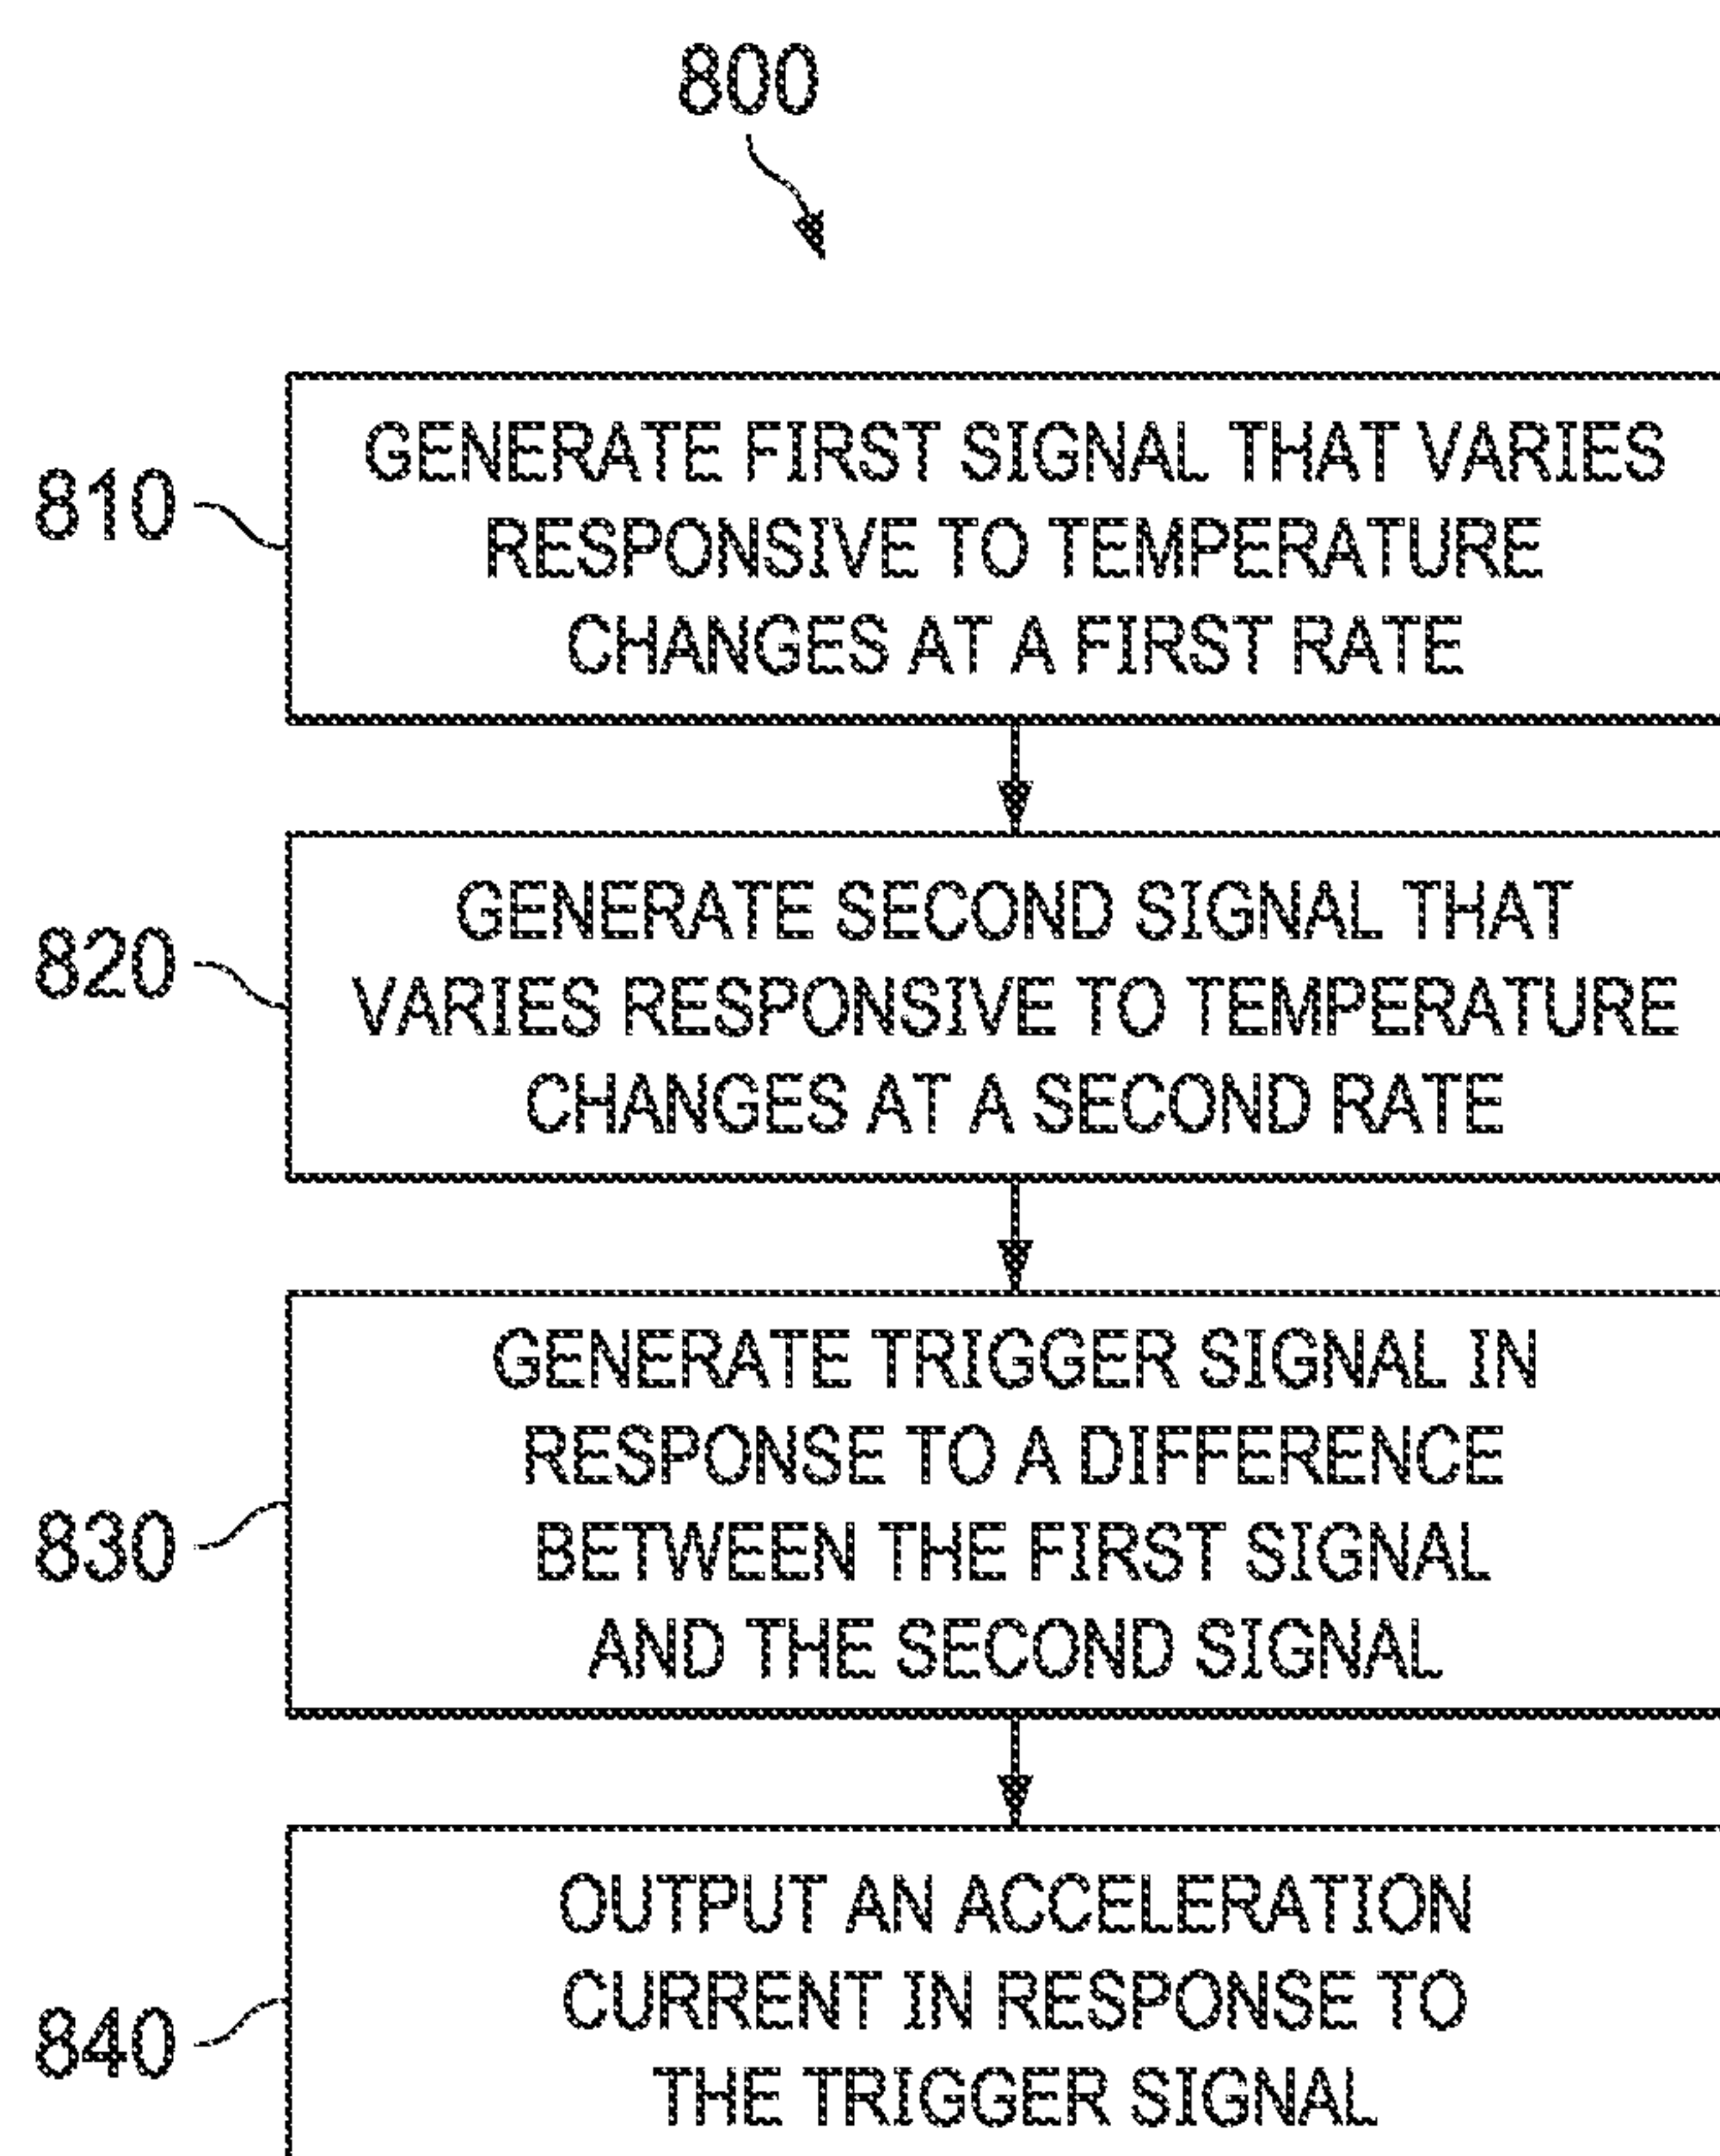 800
810
GENERATE FIRST SIGNAL THAT VARIES
RESPONSIVE TO TEMPERATURE
CHANGES AT A FIRST RATE
820
GENERATE SECOND SIGNAL THAT
VARIES RESPONSIVE TO TEMPERATURE
CHANGES AT A SECOND RATE
830
GENERATE TRIGGER SIGNAL IN
RESPONSE TO A DIFFERENCE
BETWEEN THE FIRST SIGNAL
AND THE SECOND SIGNAL
840
OUTPUT AN ACCELERATION
CURRENT IN RESPONSE TO
THE TRIGGER SIGNAL